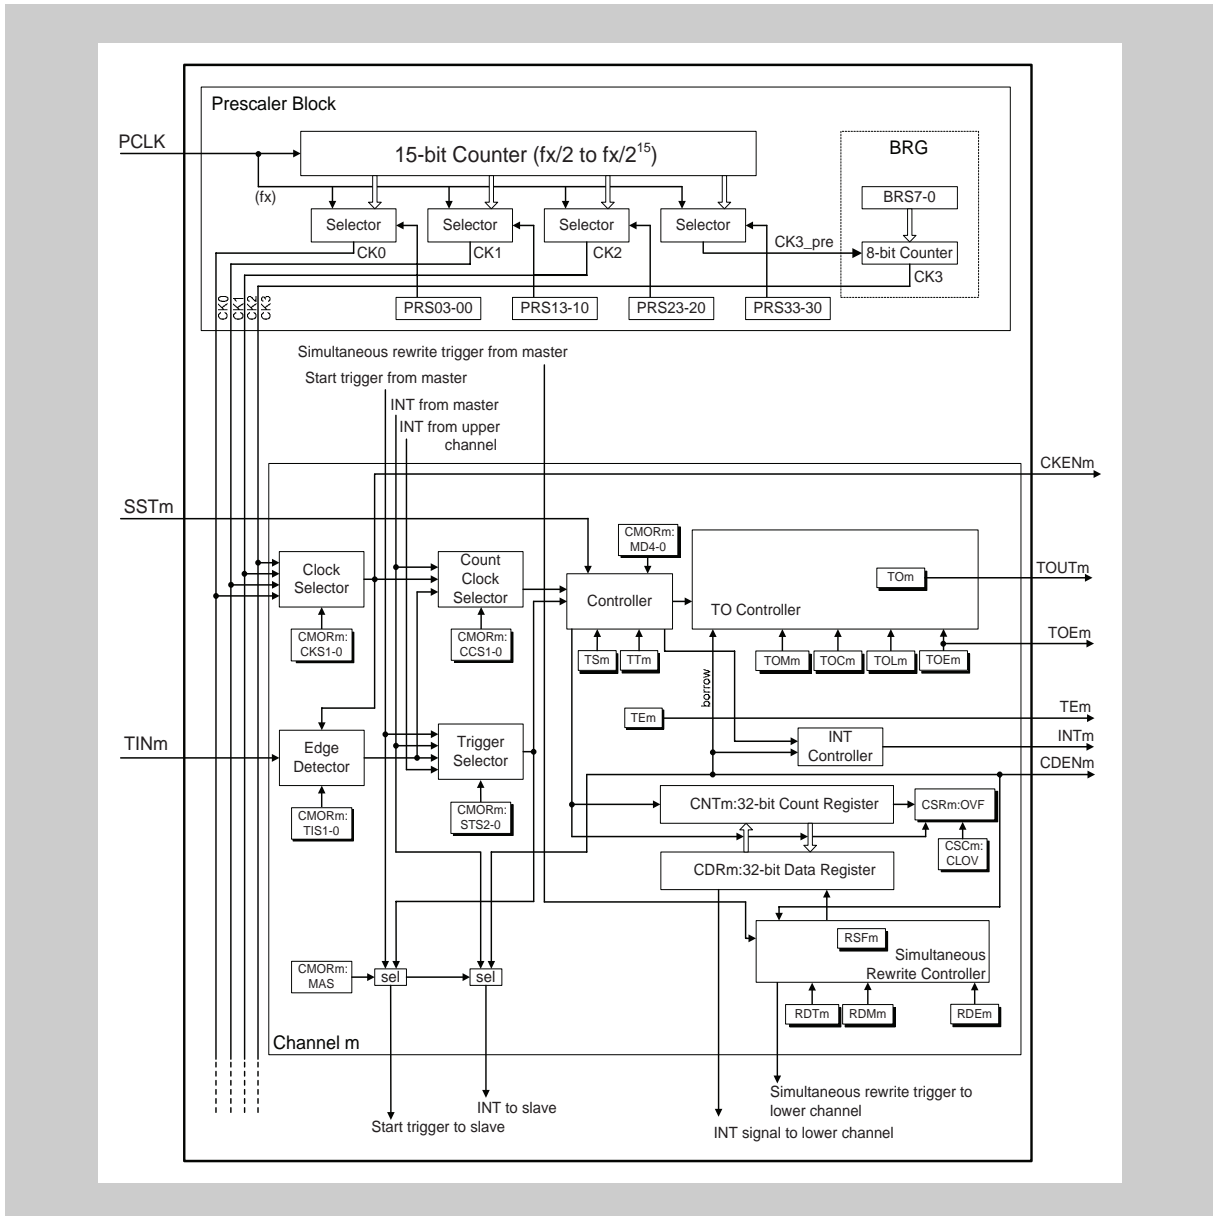 Prescaler Block
PCLK
15-bit Counter (fx/2 to fx/2¹⁵)
BRG
(fx)
BRS7-0
Selector
Selector
Selector
Selector
CK3_pre
8-bit Counter
CK0
CK1
CK2
CK3
CK0
CK1
CK2
CK3
PRS03-00
PRS13-10
PRS23-20
PRS33-30
Simultaneous rewrite trigger from master
Start trigger from master
INT from master
INT from upper
channel
CKENm
SSTm
CMORm:
MD4-0
Clock
Selector
Count
Clock
Selector
Controller
TO Controller
TOm
TOUTm
CMORm:
CKS1-0
CMORm:
CCS1-0
TSm
TTm
TOMm
TOCm
TOLm
TOEm
TOEm
borrow
TEm
TEm
TINm
Edge
Detector
Trigger
Selector
INT
Controller
INTm
CDENm
CMORm:
TIS1-0
CMORm:
STS2-0
CNTm:32-bit Count Register
CSRm:OVF
CSCm:
CLOV
CDRm:32-bit Data Register
RSFm
Simultaneous
Rewrite Controller
CMORm:
MAS
sel
sel
RDTm
RDMm
RDEm
Channel m
Simultaneous rewrite trigger to
lower channel
INT to slave
Start trigger to slave
INT signal to lower channel